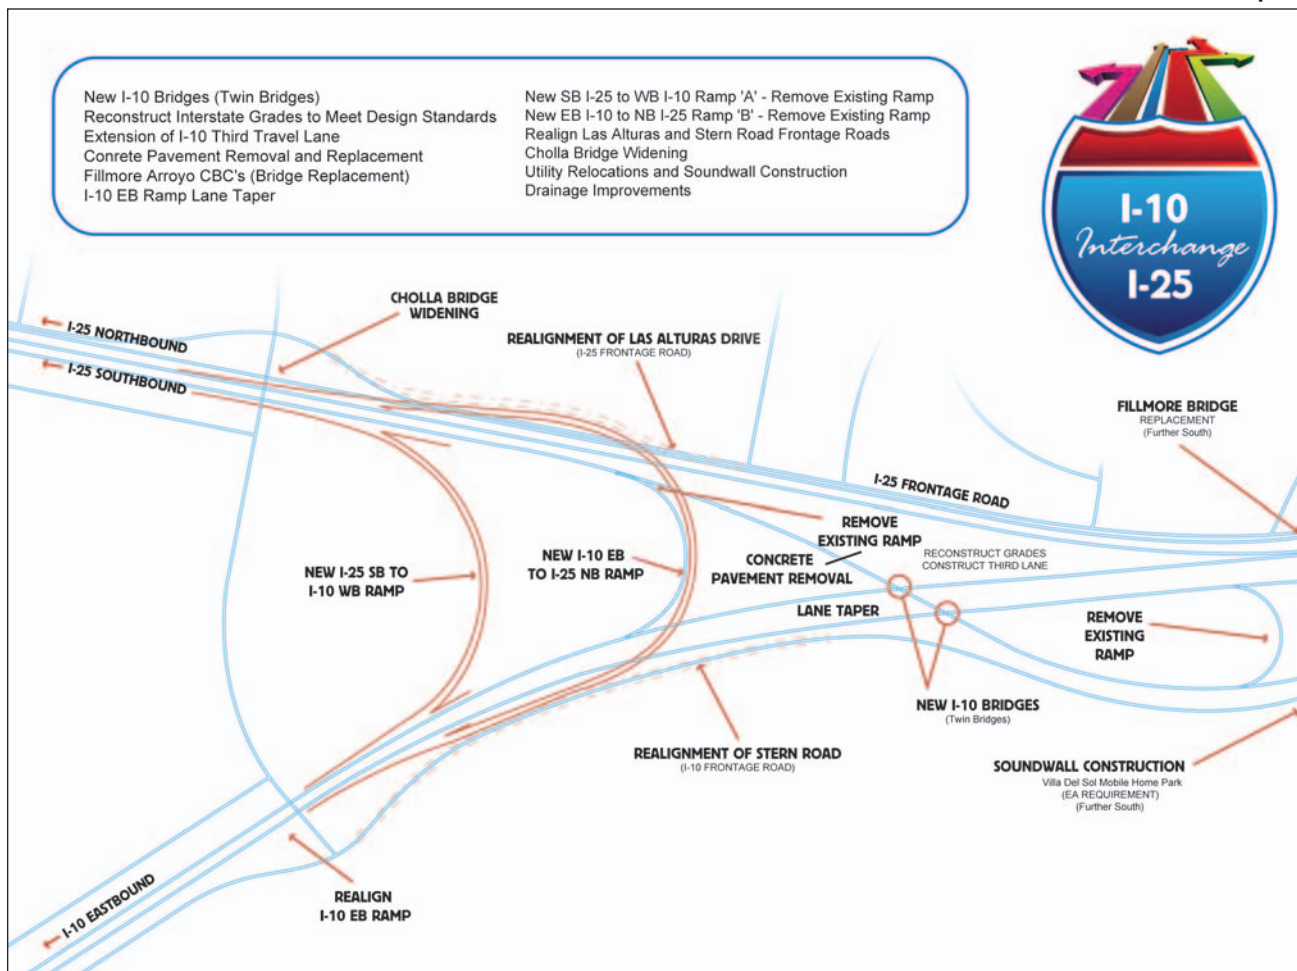 New I-10 Bridges (Twin Bridges)
Reconstruct Interstate Grades to Meet Design Standards
Extension of I-10 Third Travel Lane
Conrete Pavement Removal and Replacement
Fillmore Arroyo CBC's (Bridge Replacement)
I-10 EB Ramp Lane Taper
New SB I-25 to WB I-10 Ramp 'A' - Remove Existing Ramp
New EB I-10 to NB I-25 Ramp 'B' - Remove Existing Ramp
Realign Las Alturas and Stern Road Frontage Roads
Cholla Bridge Widening
Utility Relocations and Soundwall Construction
Drainage Improvements
I-10
Interchange
I-25
CHOLLA BRIDGE
WIDENING
I-25 NORTHBOUND
I-25 SOUTHBOUND
REALIGNMENT OF LAS ALTURAS DRIVE
(I-25 FRONTAGE ROAD)
FILLMORE BRIDGE
REPLACEMENT
(Further South)
I-25 FRONTAGE ROAD
REMOVE
EXISTING RAMP
CONCRETE
PAVEMENT REMOVAL
RECONSTRUCT GRADES
CONSTRUCT THIRD LANE
NEW I-25 SB TO
I-10 WB RAMP
NEW I-10 EB
TO I-25 NB RAMP
LANE TAPER
REMOVE
EXISTING
RAMP
NEW I-10 BRIDGES
(Twin Bridges)
REALIGNMENT OF STERN ROAD
(I-10 FRONTAGE ROAD)
SOUNDWALL CONSTRUCTION
Villa Del Sol Mobile Home Park
(EA REQUIREMENT)
(Further South)
REALIGN
I-10 EB RAMP
I-10 EASTBOUND